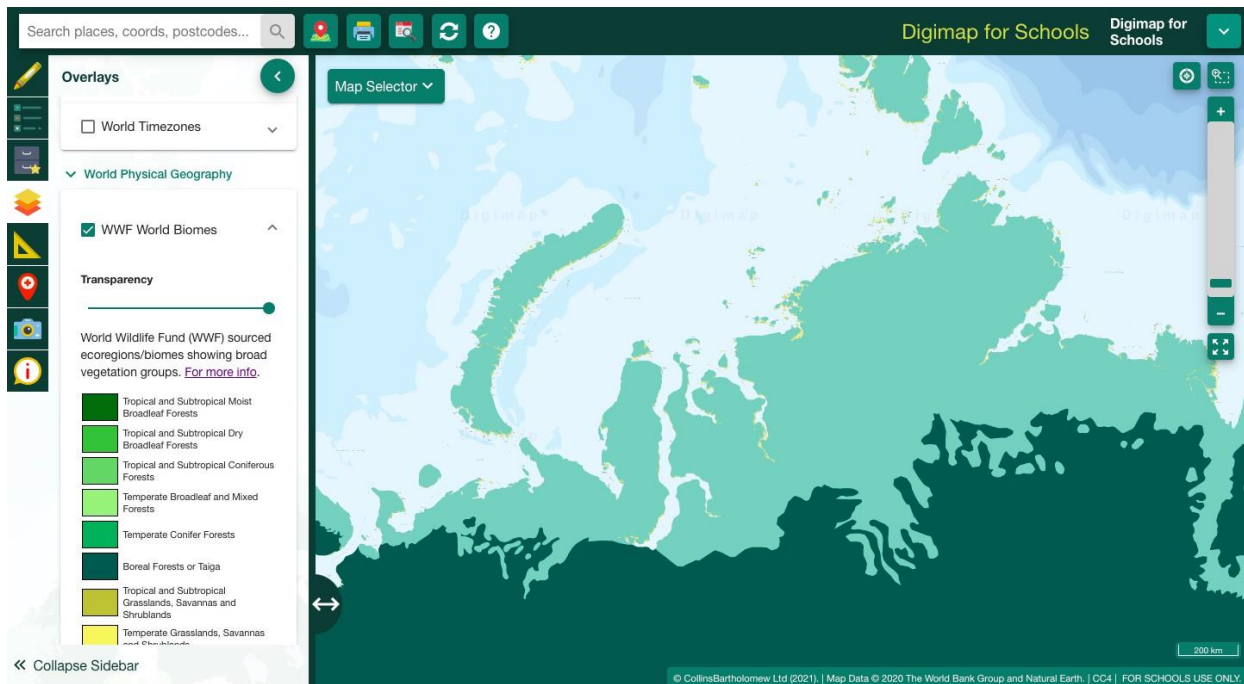 Search places, coords, postcodes...
Digimap for Schools
Digimap for
Schools
Overlays
Map Selector
World Timezones
World Physical Geography
WWF World Biomes
Transparency
World Wildlife Fund (WWF) sourced
ecoregions/biomes showing broad
vegetation groups. For more info.
Tropical and Subtropical Moist
Broadleaf Forests
Tropical and Subtropical Dry
Broadleaf Forests
Tropical and Subtropical Coniferous
Forests
Temperate Broadleaf and Mixed
Forests
Temperate Conifer Forests
Boreal Forests or Taiga
Tropical and Subtropical
Grasslands, Savannas and
Shrublands
Temperate Grasslands, Savannas
and Shrublands
Collapse Sidebar
Digimap
Digimap
Digimap
200 km
© CollinsBartholomew Ltd (2021). | Map Data © 2020 The World Bank Group and Natural Earth. | CC4 | FOR SCHOOLS USE ONLY.